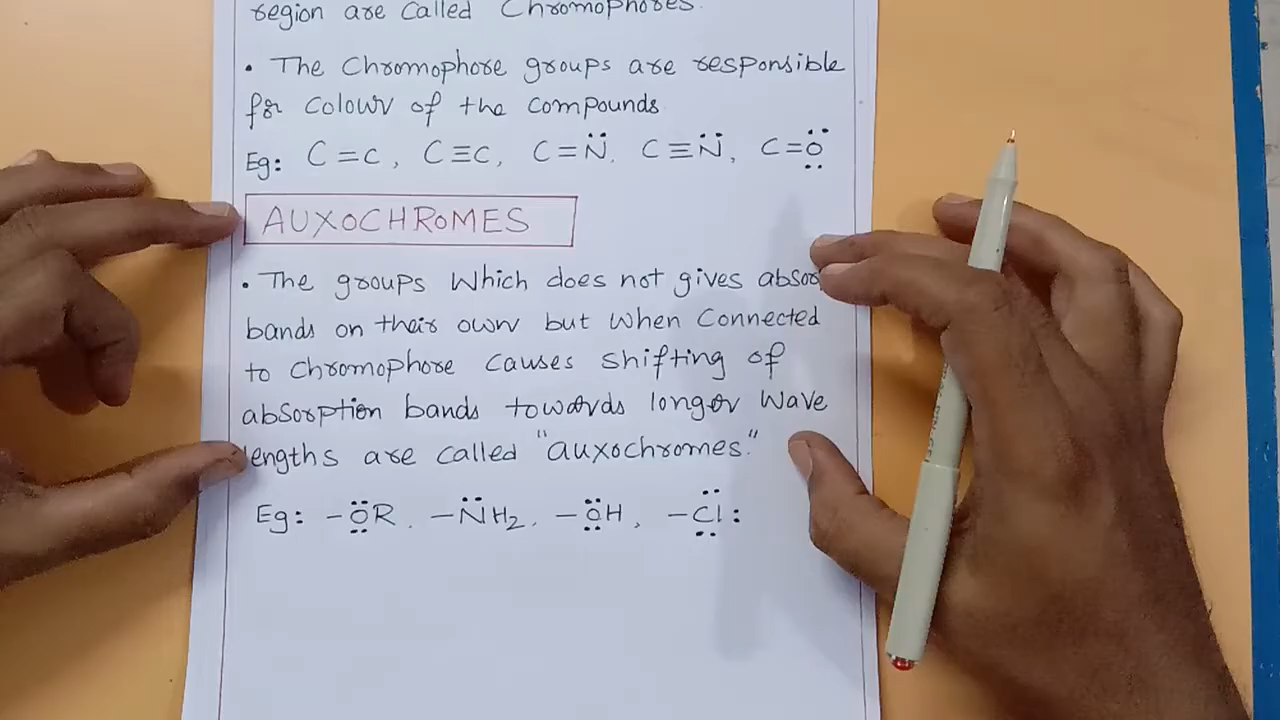 region are called Chromophores.
• The Chromophore groups are responsible
for colour of the compounds
Eg: C=C, C≡C, C=N̈, C≡N̈, C=Ö̤
AUXOCHROMES
• The groups which does not gives absor
bands on their own but when connected
to chromophore causes shifting of
absorption bands towards longer wave
lengths are called "auxochromes."
Eg: -Ö̤R, -N̈H₂, -Ö̤H, -C̤̈l: